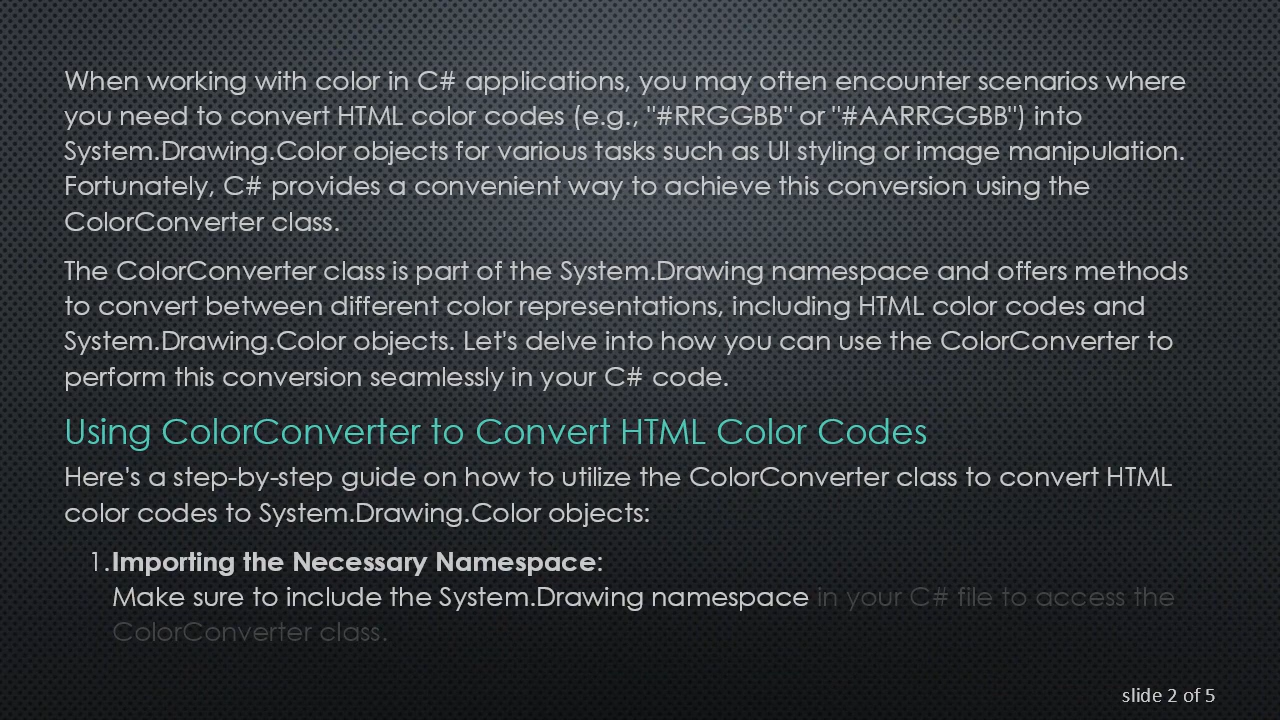 When working with color in C# applications, you may often encounter scenarios where
you need to convert HTML color codes (e.g., "#RRGGBB" or "#AARRGGBB") into
System.Drawing.Color objects for various tasks such as UI styling or image manipulation.
Fortunately, C# provides a convenient way to achieve this conversion using the
ColorConverter class.
The ColorConverter class is part of the System.Drawing namespace and offers methods
to convert between different color representations, including HTML color codes and
System.Drawing.Color objects. Let's delve into how you can use the ColorConverter to
perform this conversion seamlessly in your C# code.
Using ColorConverter to Convert HTML Color Codes
Here's a step-by-step guide on how to utilize the ColorConverter class to convert HTML
color codes to System.Drawing.Color objects:
1.Importing the Necessary Namespace:
Make sure to include the System.Drawing namespace in your C# file to access the
ColorConverter class.
slide 2 of 5